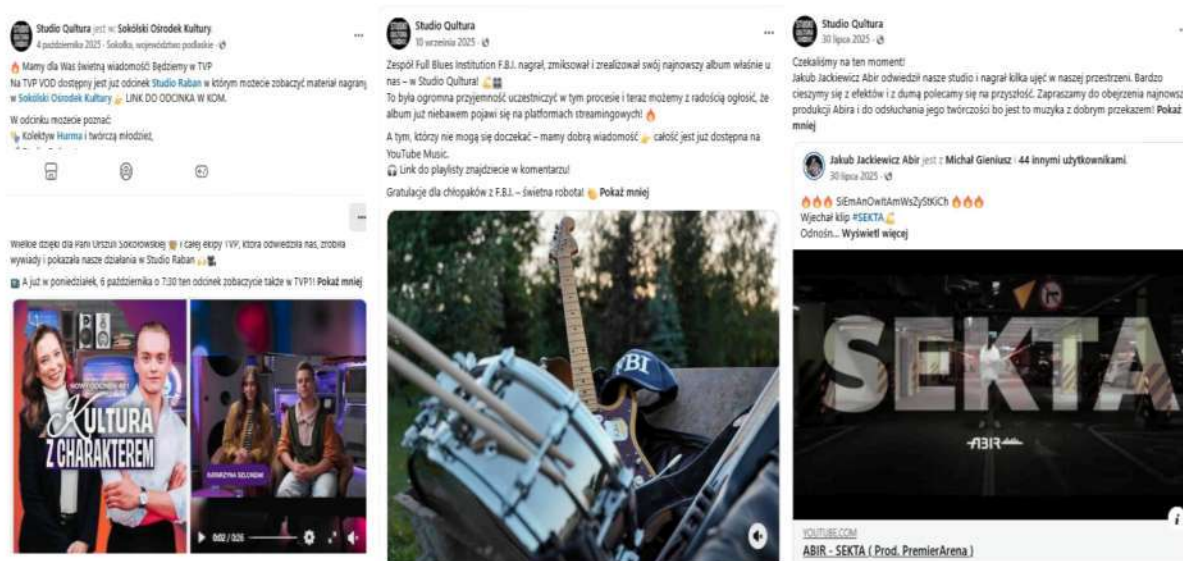 Studio Qultura jest w: Sokólski Ośrodek Kultury.
4 października 2025 · Sokółka, województwo podlaskie ·
🔥 Mamy dla Was świetną wiadomość Będziemy w TVP
Na TVP VOD dostępny jest już odcinek Studio Raban w którym możecie zobaczyć materiał nagrany
w Sokólski Ośrodek Kultury 👉 LINK DO ODCINKA W KOM.
W odcinku możecie poznać:
Kolektyw Hurma i twórczą młodzież,
Wielkie dzięki dla Pani Urszuli Sokołowskiej i całej ekipy TVP, która odwiedziła nas, zrobiła
wywiady i pokazała nasze działania w Studio Raban
A już w poniedziałek, 6 października o 7:30 ten odcinek zobaczycie także w TVP1! Pokaż mniej
NOWY ODCINEK
KULTURA
Z CHARAKTEREM
KATARZYNA
0:02 / 0:26
Studio Qultura
10 września 2025 ·
Zespół Full Blues Institution F.B.I. nagrał, zmiksował i zrealizował swój najnowszy album właśnie u
nas – w Studio Qultura!
To była ogromna przyjemność uczestniczyć w tym procesie i teraz możemy z radością ogłosić, że
album już niebawem pojawi się na platformach streamingowych! 🔥
A tym, którzy nie mogą się doczekać – mamy dobrą wiadomość 👉 całość jest już dostępna na
YouTube Music.
🎧 Link do playlisty znajdziecie w komentarzu!
Gratulacje dla chłopaków z F.B.I. – świetna robota! 👏 Pokaż mniej
FBI
Studio Qultura
30 lipca 2025 ·
Czekaliśmy na ten moment!
Jakub Jackiewicz Abir odwiedził nasze studio i nagrał kilka ujęć w naszej przestrzeni. Bardzo
cieszymy się z efektów i z dumą polecamy się na przyszłość. Zapraszamy do obejrzenia najnowsz
produkcji Abira i do odsłuchania jego twórczości bo jest to muzyka z dobrym przekazem! Pokaż
mniej
Jakub Jackiewicz Abir jest z Michał Gieniusz i 44 innymi użytkownikami.
30 lipca 2025 ·
🔥🔥🔥 SiEmAnOwItAmWsZyStKiCh 🔥🔥🔥
Wjechał klip #SEKTA💪
Odnośn... Wyświetl więcej
SEKTA
ABIR
YOUTUBE.COM
ABIR - SEKTA ( Prod. PremierArena )